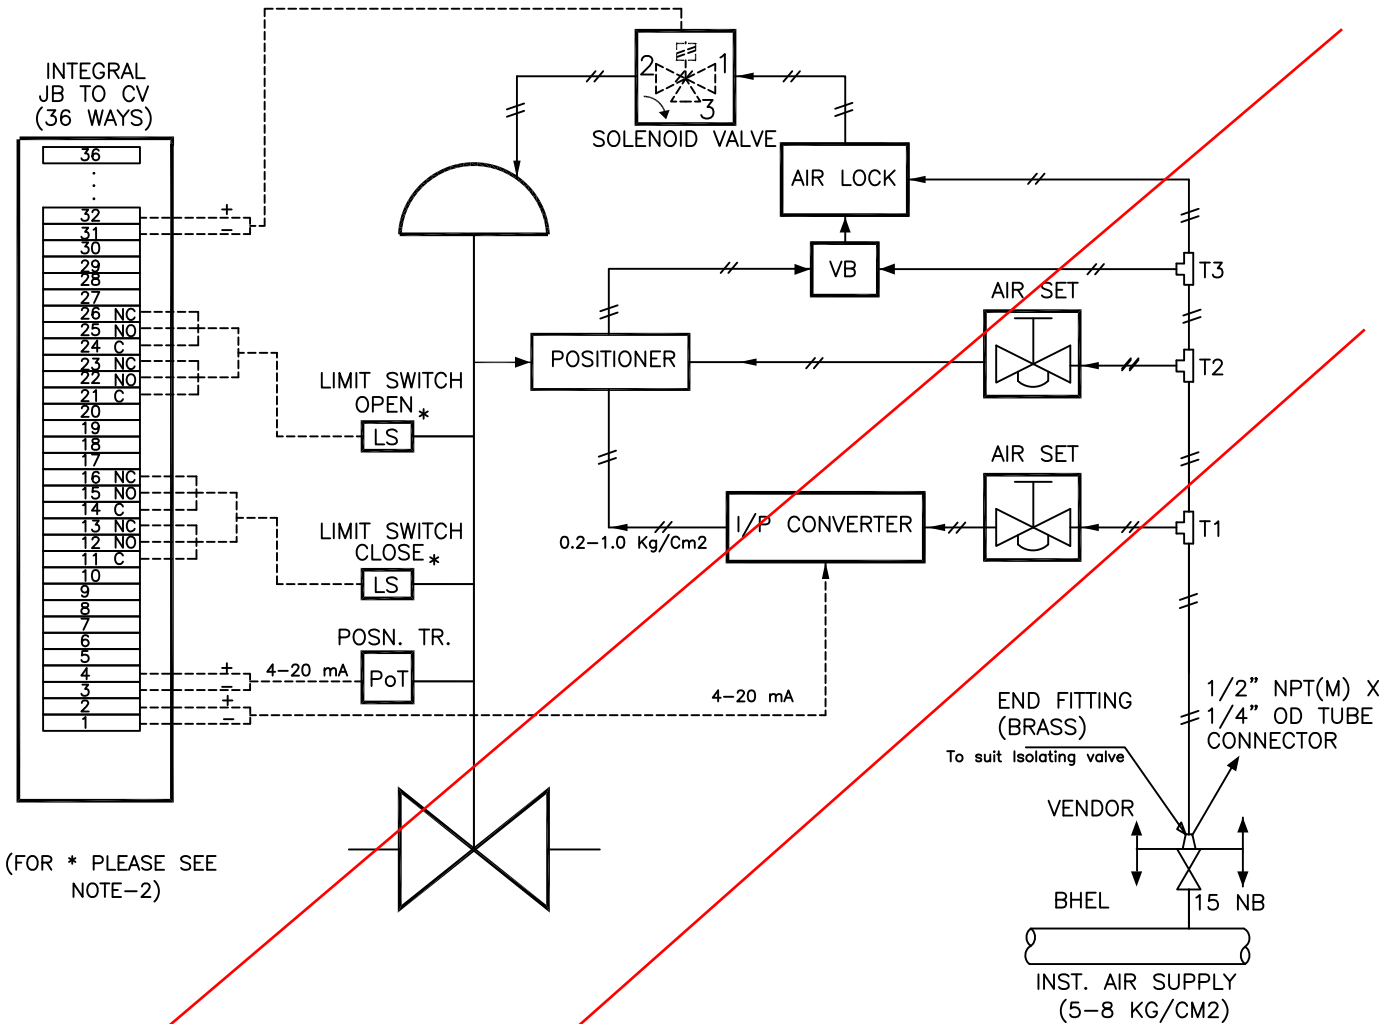 INTEGRAL
JB TO CV
(36 WAYS)
36
32 +
31 –
30
29
28
27
26 NC
25 NO
24 C
23 NC
22 NO
21 C
20
19
18
17
16 NC
15 NO
14 C
13 NC
12 NO
11 C
10
9
8
7
6
5
4 +
3 –
2 +
1 –
4–20 mA
(FOR * PLEASE SEE
NOTE–2)
LIMIT SWITCH
OPEN *
LS
LIMIT SWITCH
CLOSE *
LS
POSN. TR.
PoT
2 1
3
SOLENOID VALVE
AIR LOCK
VB
POSITIONER
AIR SET
AIR SET
I/P CONVERTER
0.2–1.0 Kg/Cm2
4–20 mA
T3
T2
T1
END FITTING
(BRASS)
To suit Isolating valve
1/2" NPT(M) X
1/4" OD TUBE
CONNECTOR
VENDOR
BHEL
15 NB
INST. AIR SUPPLY
(5–8 KG/CM2)